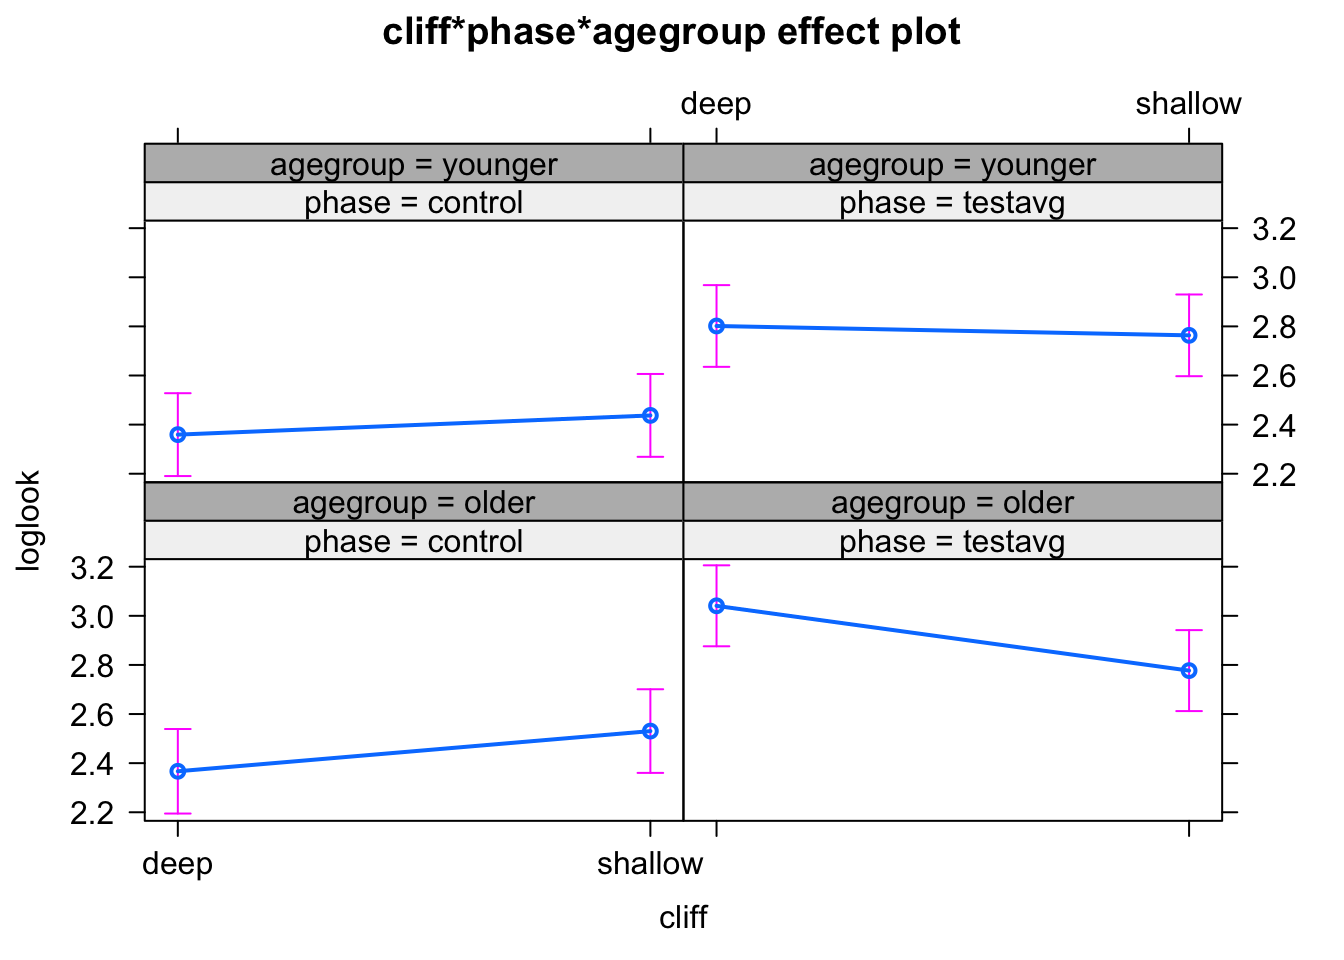 cliff*phase*agegroup effect plot
deep shallow
agegroup = younger agegroup = younger
phase = control phase = testavg
3.2
3.0
2.8
2.6
2.4
2.2
agegroup = older agegroup = older
phase = control phase = testavg
loglook
3.2
3.0
2.8
2.6
2.4
2.2
deep shallow
cliff